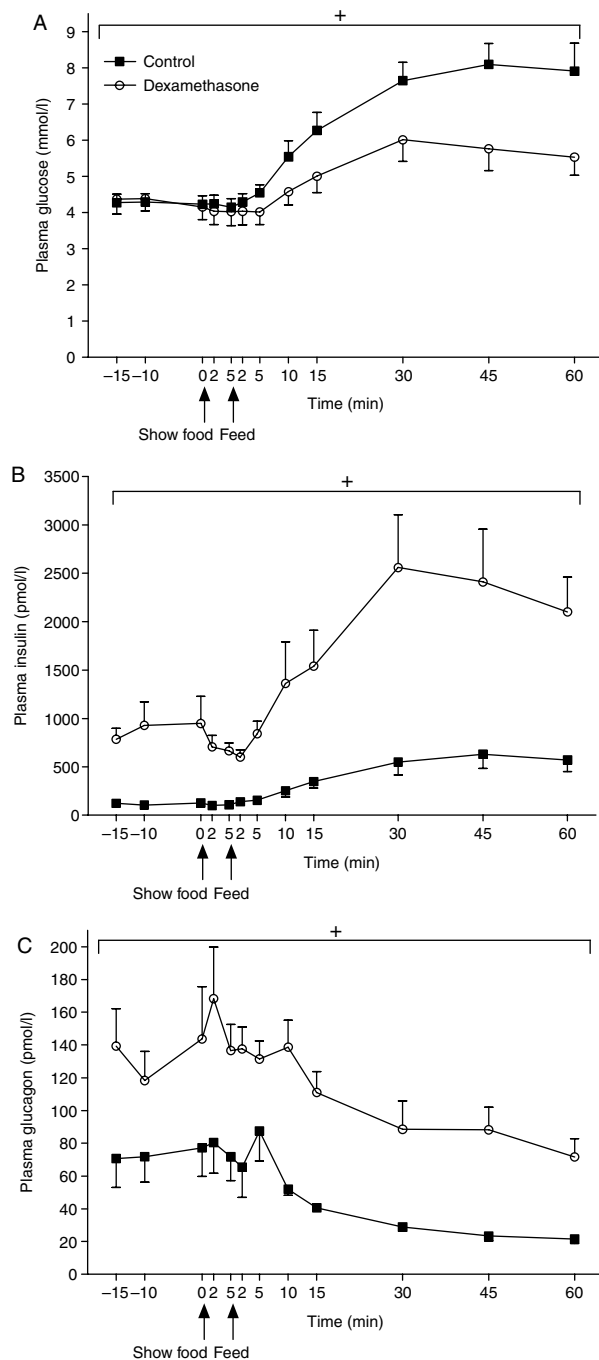 A
+
9
Control
8
Dexamethasone
7
6
5
4
3
2
1
0
Plasma glucose (mmol/l)
–15 –10 0 2 5 2 5 10 15 30 45 60
Time (min)
Show food Feed
B
+
3500
3000
2500
2000
1500
1000
500
0
Plasma insulin (pmol/l)
–15 –10 0 2 5 2 5 10 15 30 45 60
Time (min)
Show food Feed
C
+
200
180
160
140
120
100
80
60
40
20
0
Plasma glucagon (pmol/l)
–15 –10 0 2 5 2 5 10 15 30 45 60
Time (min)
Show food Feed